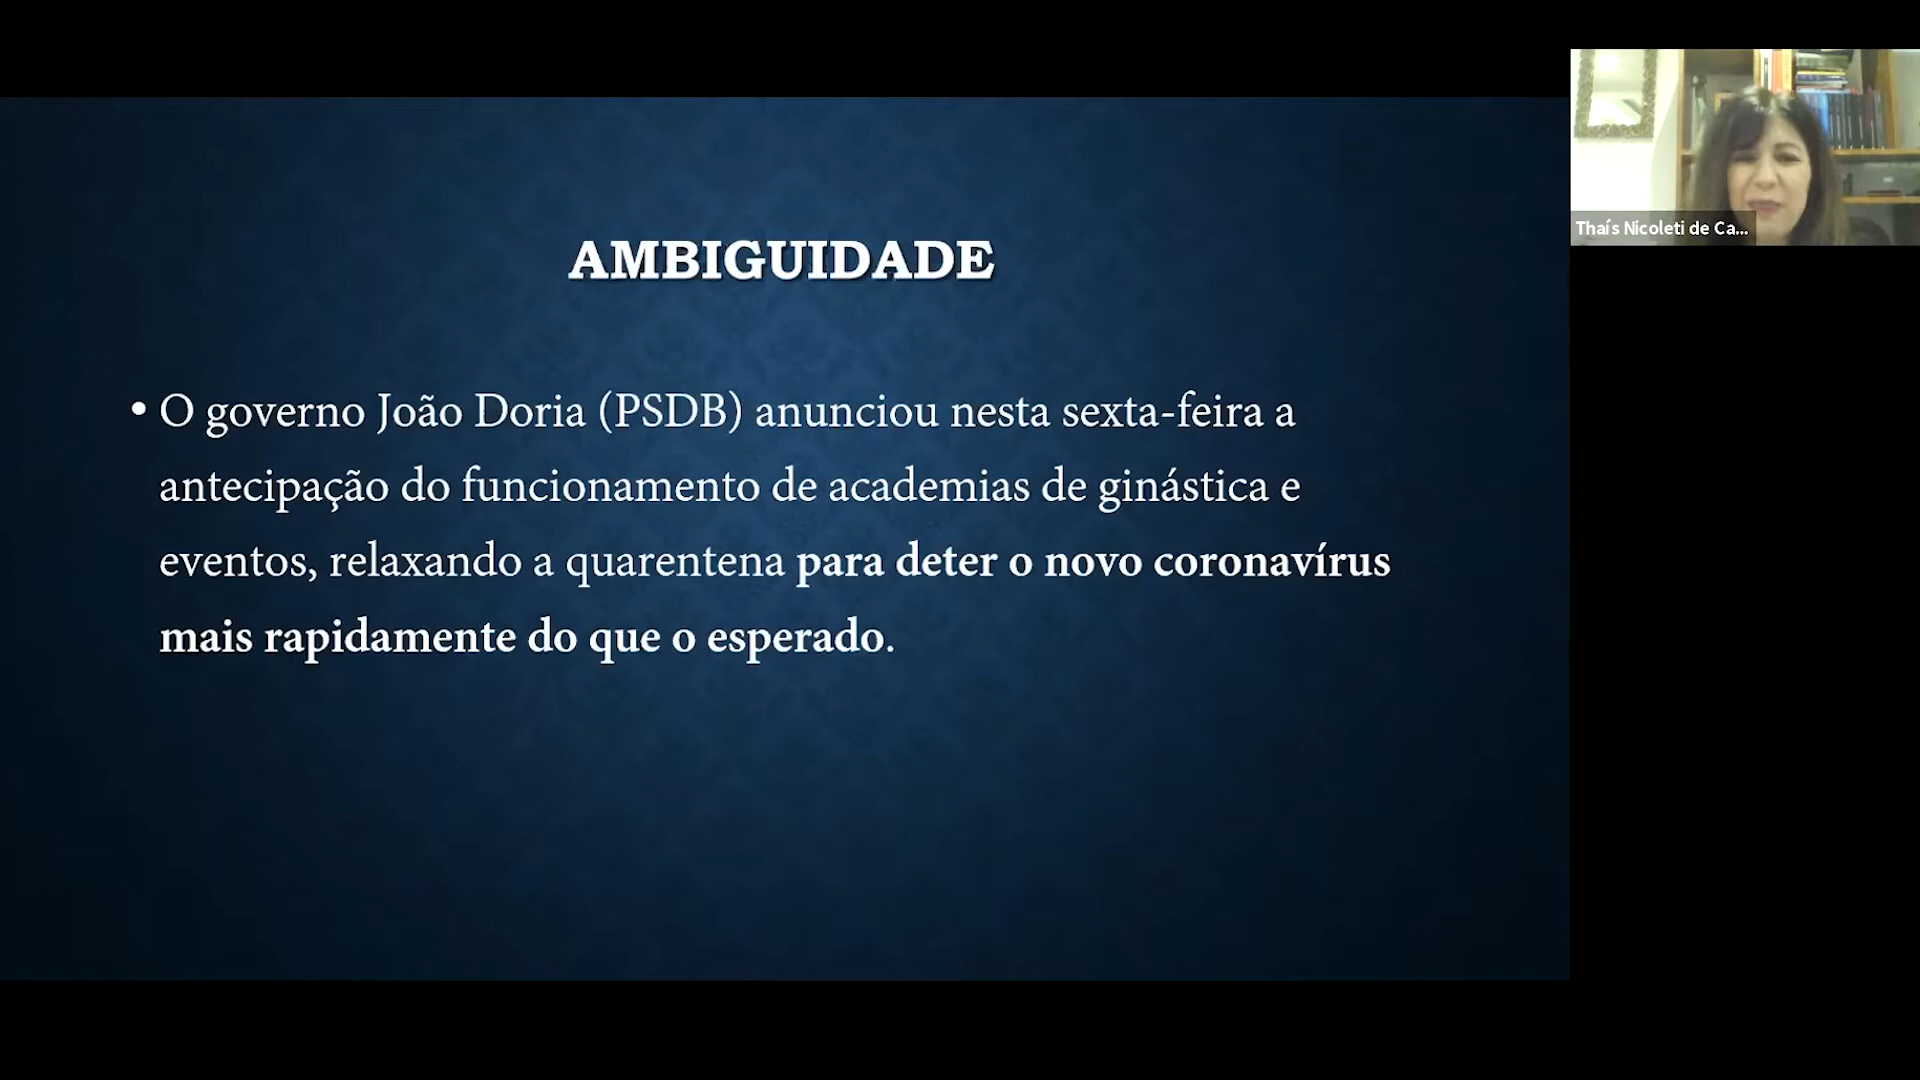 AMBIGUIDADE
• O governo João Doria (PSDB) anunciou nesta sexta-feira a
antecipação do funcionamento de academias de ginástica e
eventos, relaxando a quarentena para deter o novo coronavírus
mais rapidamente do que o esperado.
Thaís Nicoleti de Ca...